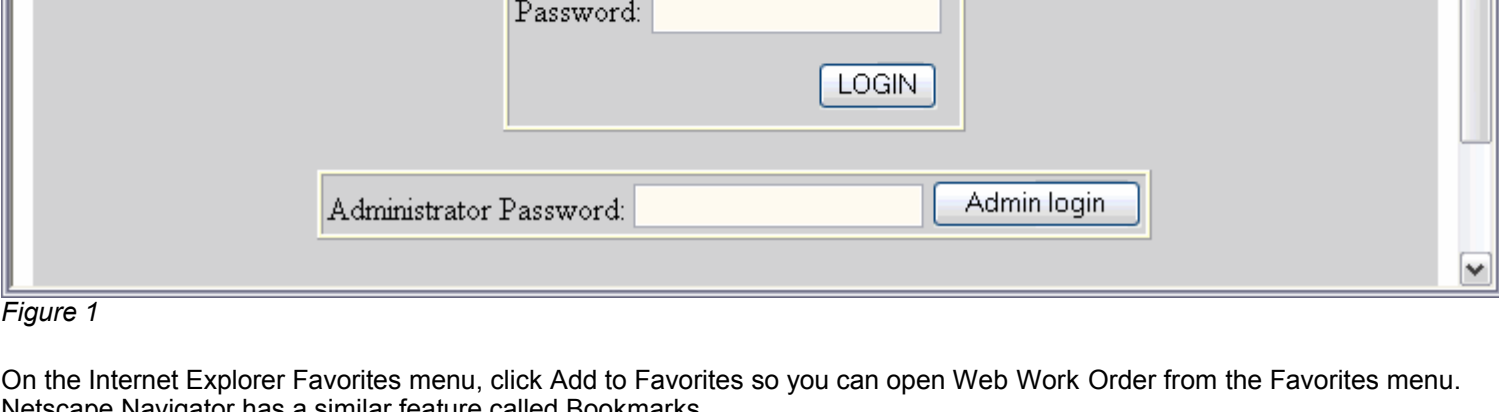 Password:
LOGIN
Administrator Password: Admin login
Figure 1
On the Internet Explorer Favorites menu, click Add to Favorites so you can open Web Work Order from the Favorites menu.
Netscape Navigator has a similar feature called Bookmarks